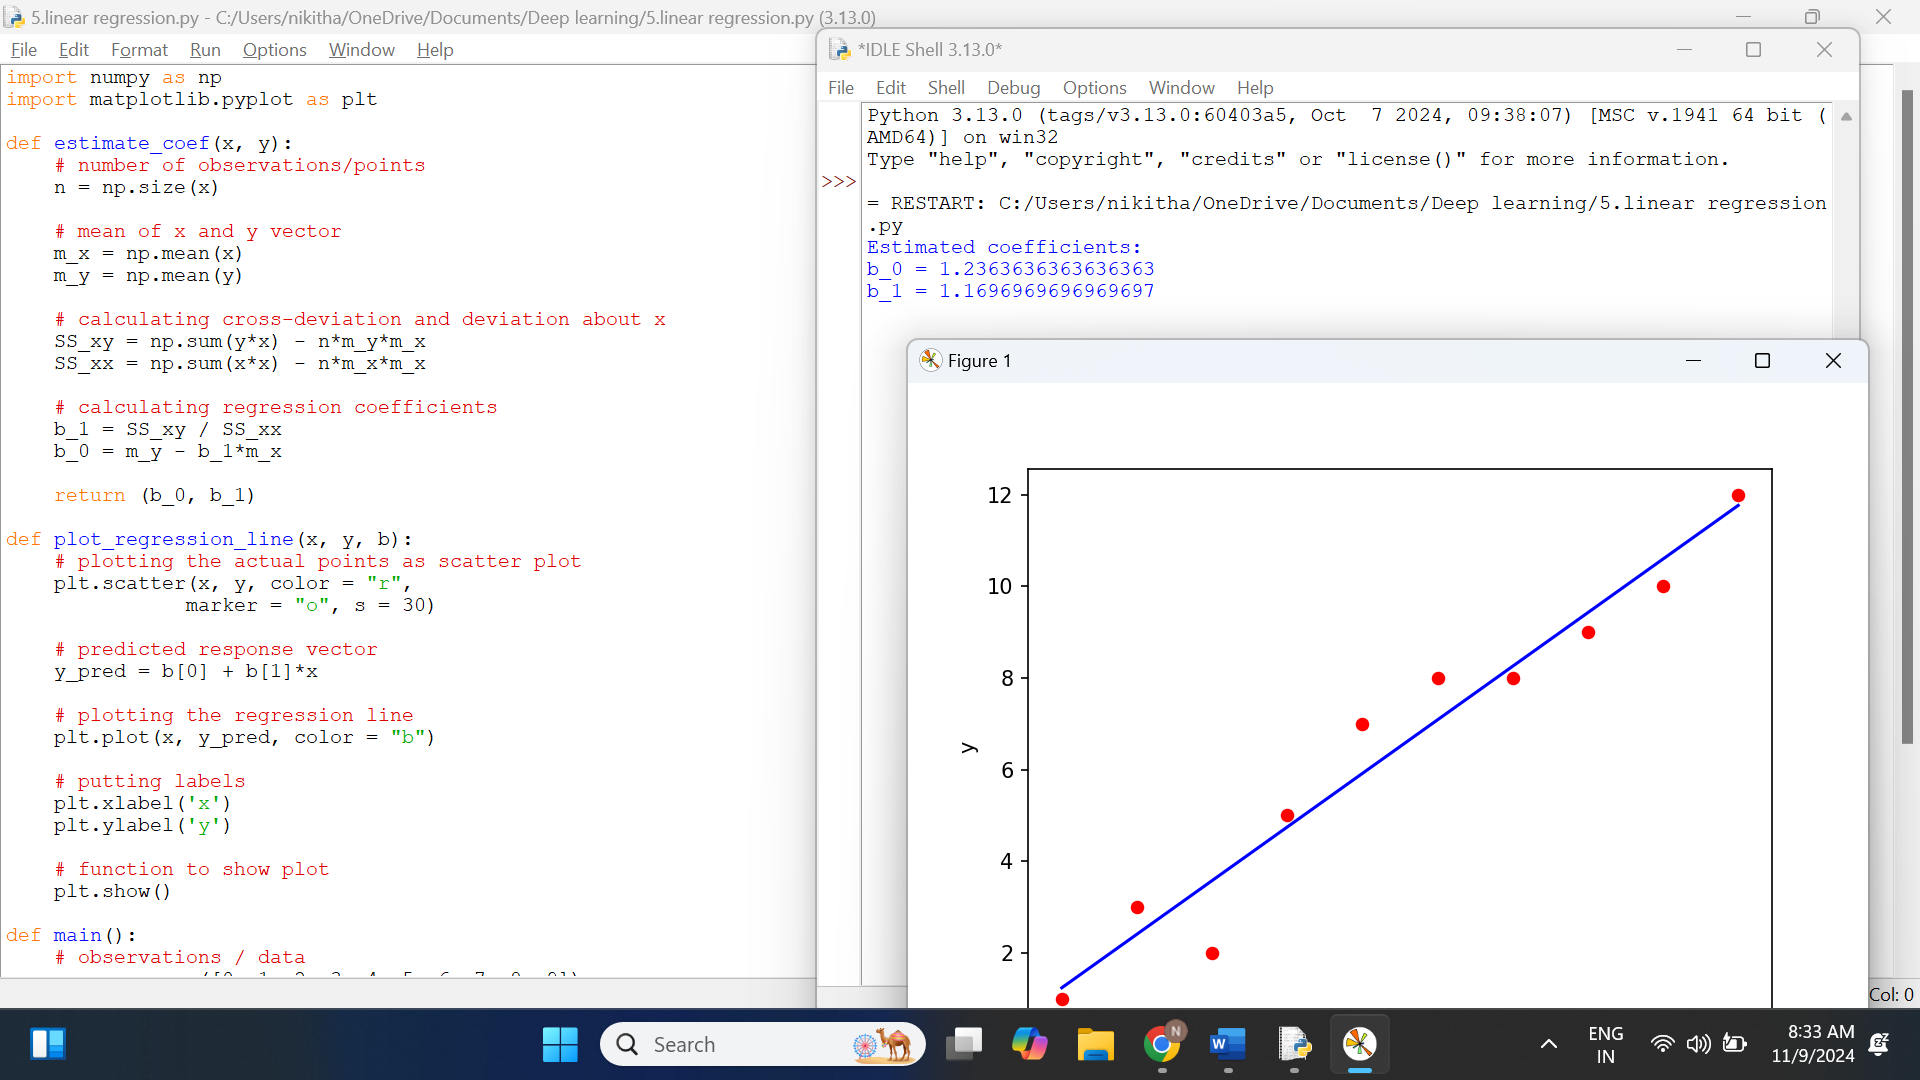 5.linear regression.py - C:/Users/nikitha/OneDrive/Documents/Deep learning/5.linear regression.py (3.13.0)
File Edit Format Run Options Window Help
import numpy as np
import matplotlib.pyplot as plt
def estimate_coef(x, y):
# number of observations/points
n = np.size(x)
# mean of x and y vector
m_x = np.mean(x)
m_y = np.mean(y)
# calculating cross-deviation and deviation about x
SS_xy = np.sum(y*x) - n*m_y*m_x
SS_xx = np.sum(x*x) - n*m_x*m_x
# calculating regression coefficients
b_1 = SS_xy / SS_xx
b_0 = m_y - b_1*m_x
return (b_0, b_1)
def plot_regression_line(x, y, b):
# plotting the actual points as scatter plot
plt.scatter(x, y, color = "r",
marker = "o", s = 30)
# predicted response vector
y_pred = b[0] + b[1]*x
# plotting the regression line
plt.plot(x, y_pred, color = "b")
# putting labels
plt.xlabel('x')
plt.ylabel('y')
# function to show plot
plt.show()
def main():
# observations / data
*IDLE Shell 3.13.0*
File Edit Shell Debug Options Window Help
Python 3.13.0 (tags/v3.13.0:60403a5, Oct  7 2024, 09:38:07) [MSC v.1941 64 bit (
AMD64)] on win32
Type "help", "copyright", "credits" or "license()" for more information.
>>>
= RESTART: C:/Users/nikitha/OneDrive/Documents/Deep learning/5.linear regression
.py
Estimated coefficients:
b_0 = 1.2363636363636363
b_1 = 1.1696969696969697
Figure 1
12
10
8
y
6
4
2
Col: 0
Search
N
W
ENG
IN
8:33 AM
11/9/2024